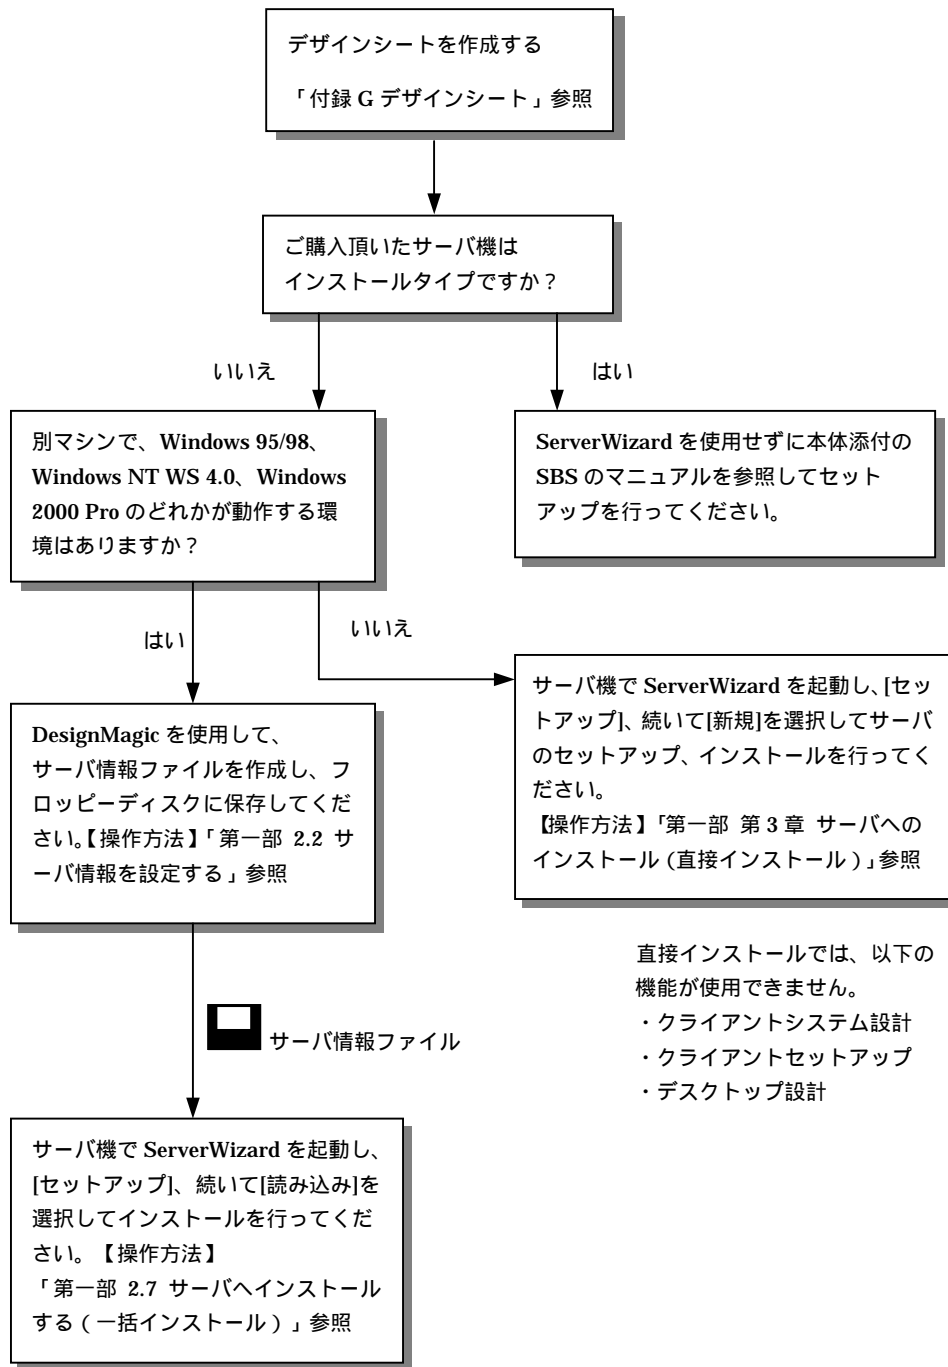 デザインシートを作成する
「付録 G デザインシート」参照
ご購入頂いたサーバ機は
インストールタイプですか？
いいえ
はい
別マシンで、Windows 95/98、
Windows NT WS 4.0、Windows
2000 Pro のどれかが動作する環
境はありますか？
ServerWizard を使用せずに本体添付の
SBS のマニュアルを参照してセット
アップを行ってください。
はい
いいえ
サーバ機で ServerWizard を起動し、[セッ
トアップ]、続いて[新規]を選択してサーバ
のセットアップ、インストールを行ってく
ださい。
【操作方法】「第一部 第 3 章 サーバへの
インストール（直接インストール）」参照
DesignMagic を使用して、
サーバ情報ファイルを作成し、フ
ロッピーディスクに保存してくだ
さい。【操作方法】「第一部 2.2 サ
ーバ情報を設定する」参照
直接インストールでは、以下の
機能が使用できません。
・クライアントシステム設計
・クライアントセットアップ
・デスクトップ設計
サーバ情報ファイル
サーバ機で ServerWizard を起動し、
[セットアップ]、続いて[読み込み]を
選択してインストールを行ってくだ
さい。【操作方法】
「第一部 2.7 サーバへインストール
する（一括インストール）」参照